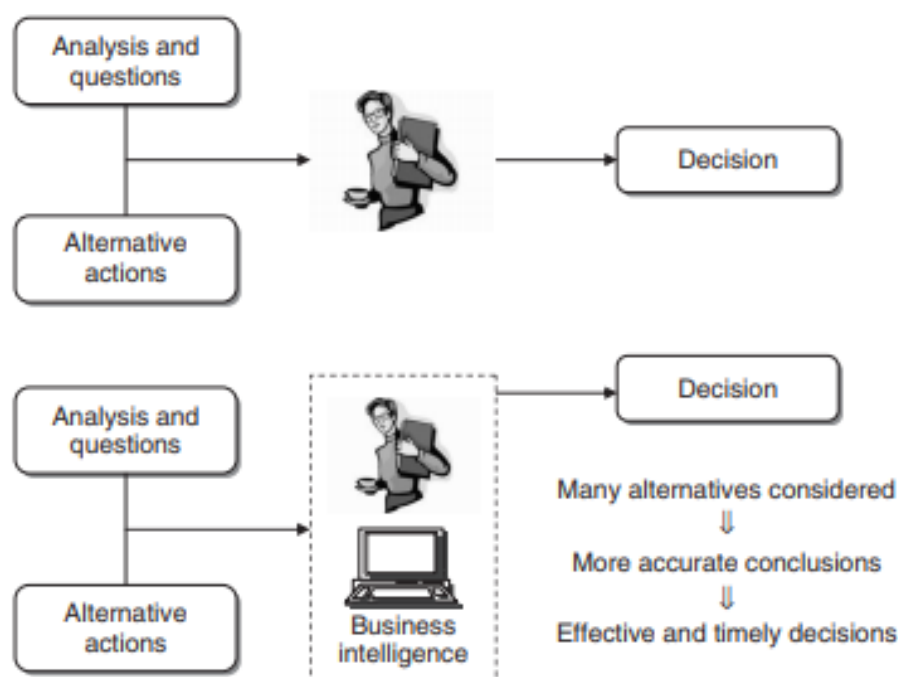 Analysis and
questions
Decision
Alternative
actions
Analysis and
questions
Decision
Many alternatives considered
⇓
More accurate conclusions
⇓
Effective and timely decisions
Alternative
actions
Business
intelligence